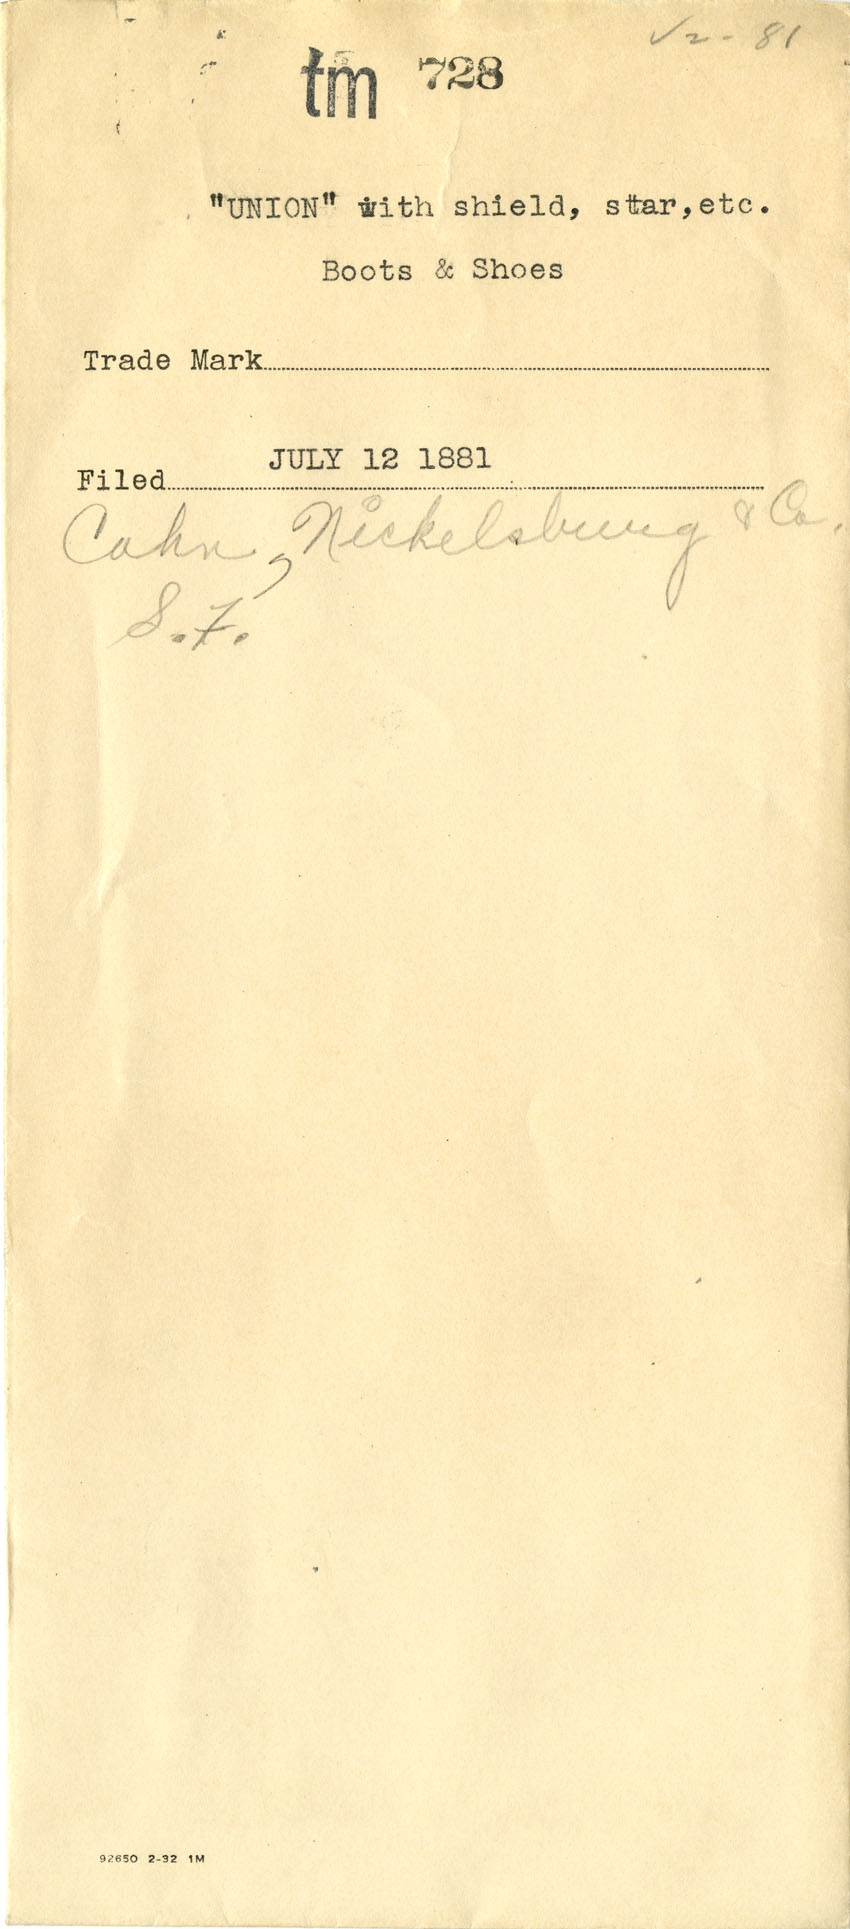 √2-81
tm 728
"UNION" with shield, star,etc.
Boots & Shoes
Trade Mark
Filed JULY 12 1881
Cahn, Nickelsburg & Co.
S.F.
92650 2-32 1M